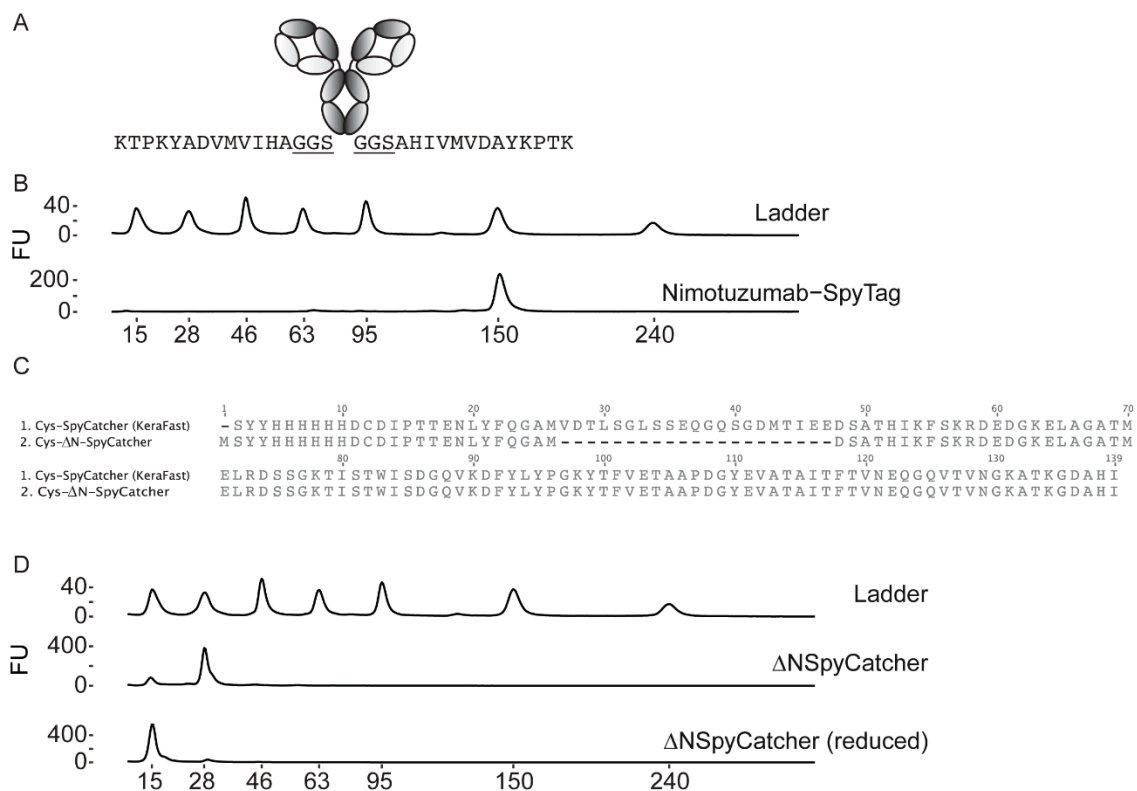 A
KTPKYADVMVIHAGGS GGSAHIVMVDAYKPTK
B
40-
0-
Ladder
FU
200-
0-
Nimotuzumab-SpyTag
15 28 46 63 95 150 240
C
1 10 20 30 40 50 60 70
1. Cys-SpyCatcher (KeraFast) -SYYHHHHHHDCDIPTTENLYFQGAMVDTLSGLSSEQGQSGDMTIEEDSATHIKFSKRDEDGKELAGATM
2. Cys-ΔN-SpyCatcher MSYYHHHHHHDCDIPTTENLYFQGAM---------------------DSATHIKFSKRDEDGKELAGATM
80 90 100 110 120 130 139
1. Cys-SpyCatcher (KeraFast) ELRDSSGKTISTWISDGQVKDFYLYPGKYTFVETAAPDGYEVATAITFTVNEQGQVTVNGKATKGDAHI
2. Cys-ΔN-SpyCatcher ELRDSSGKTISTWISDGQVKDFYLYPGKYTFVETAAPDGYEVATAITFTVNEQGQVTVNGKATKGDAHI
D
40-
0-
Ladder
FU
400-
0-
ΔNSpyCatcher
400-
0-
ΔNSpyCatcher (reduced)
15 28 46 63 95 150 240